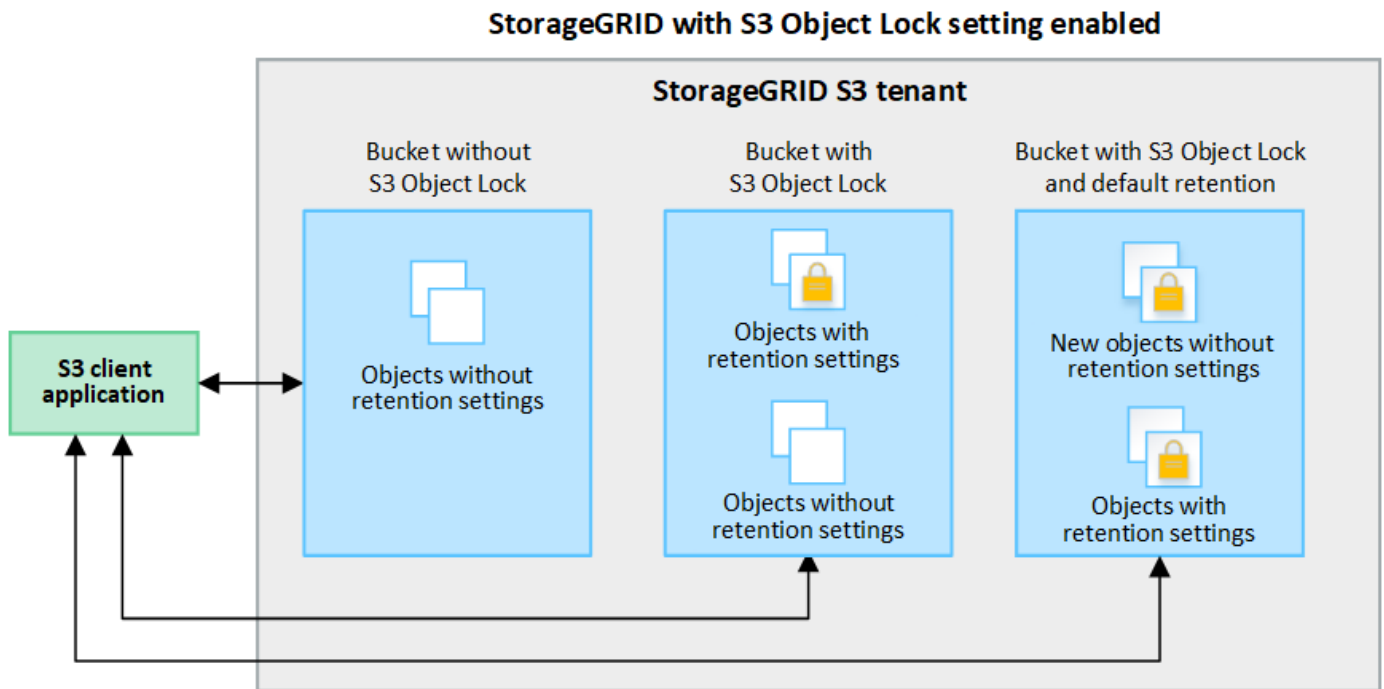 StorageGRID with S3 Object Lock setting enabled
StorageGRID S3 tenant
Bucket without
S3 Object Lock
Objects without
retention settings
Bucket with
S3 Object Lock
Objects with
retention settings
Objects without
retention settings
Bucket with S3 Object Lock
and default retention
New objects without
retention settings
Objects with
retention settings
S3 client
application